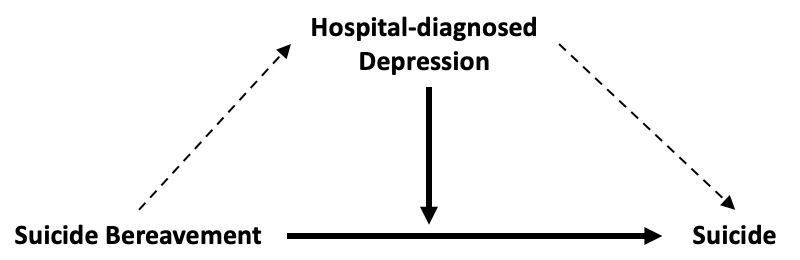 Hospital-diagnosed
Depression
Suicide Bereavement
Suicide